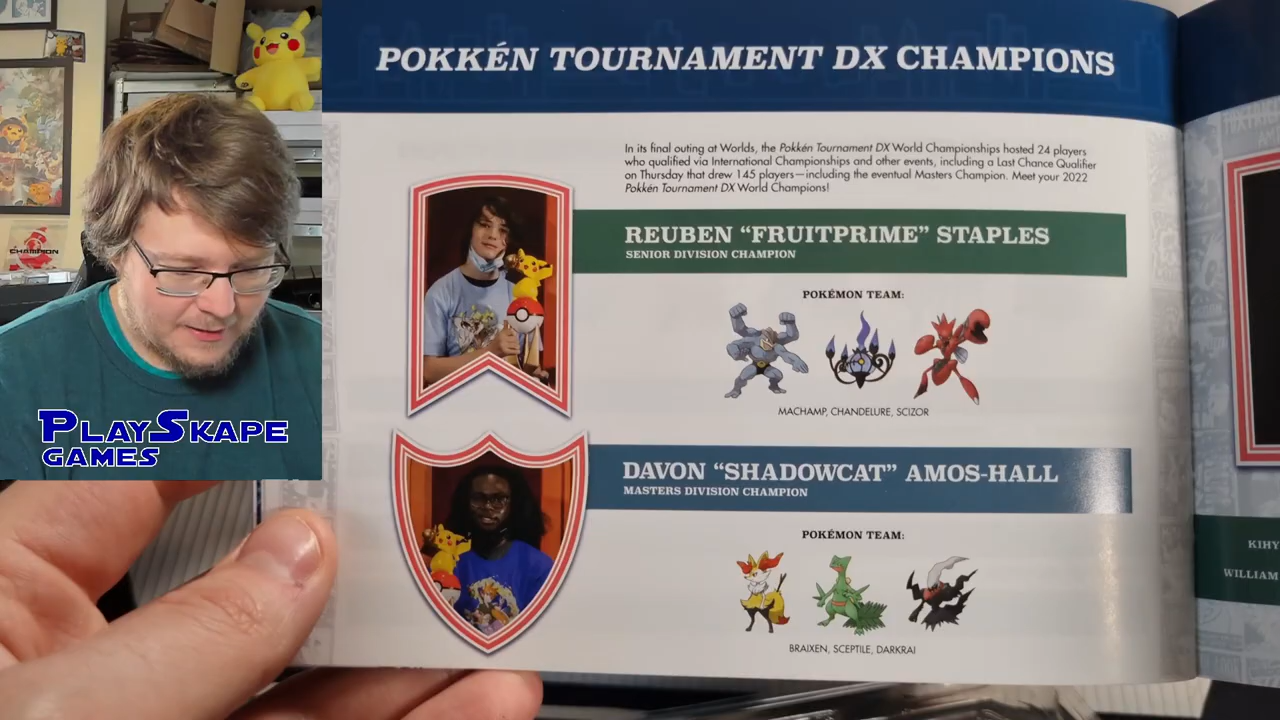 POKKÉN TOURNAMENT DX CHAMPIONS
In its final outing at Worlds, the Pokkén Tournament DX World Championships hosted 24 players
who qualified via International Championships and other events, including a Last Chance Qualifier
on Thursday that drew 145 players—including the eventual Masters Champion. Meet your 2022
Pokkén Tournament DX World Champions!
REUBEN “FRUITPRIME” STAPLES
SENIOR DIVISION CHAMPION
POKÉMON TEAM:
MACHAMP, CHANDELURE, SCIZOR
DAVON “SHADOWCAT” AMOS-HALL
MASTERS DIVISION CHAMPION
POKÉMON TEAM:
BRAIXEN, SCEPTILE, DARKRAI
KIHY
WILLIAM
CHAMPION
PLAYSKAPE
GAMES